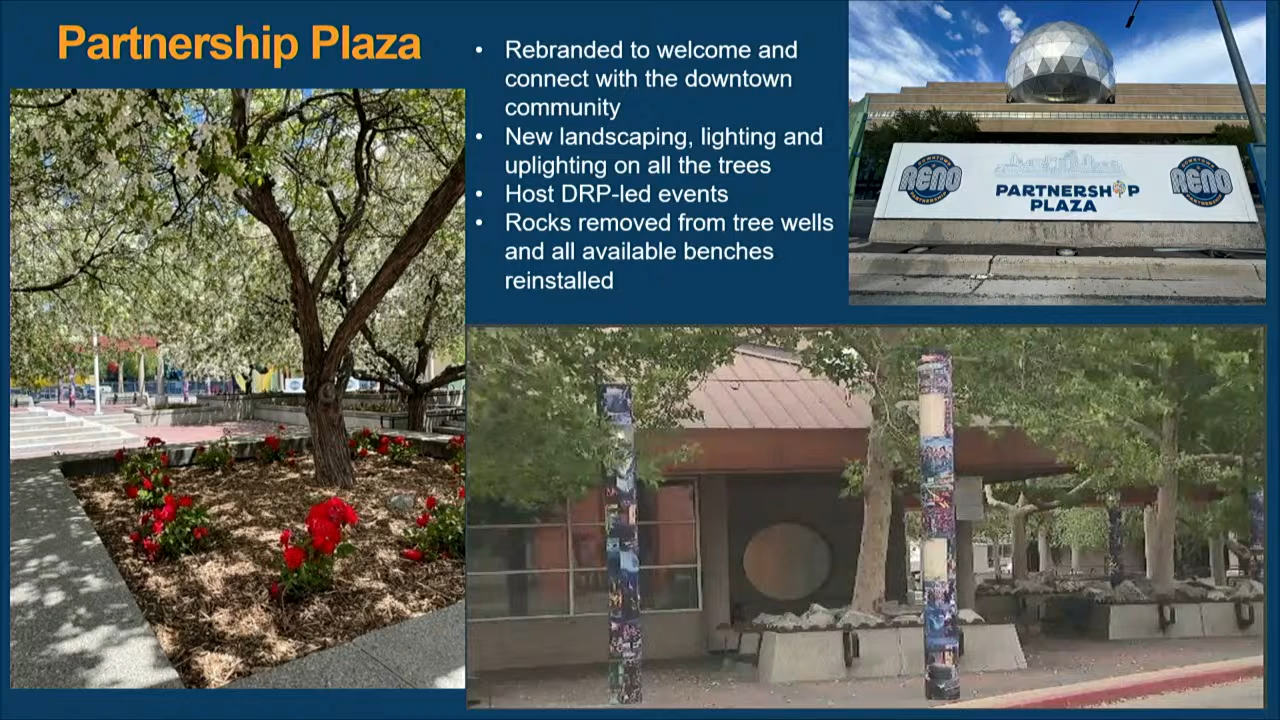 Partnership Plaza
• Rebranded to welcome and
connect with the downtown
community
• New landscaping, lighting and
uplighting on all the trees
• Host DRP-led events
• Rocks removed from tree wells
and all available benches
reinstalled
DOWNTOWN
RENO
PARTNERSHIP
PARTNERSHIP
PLAZA
DOWNTOWN
RENO
PARTNERSHIP